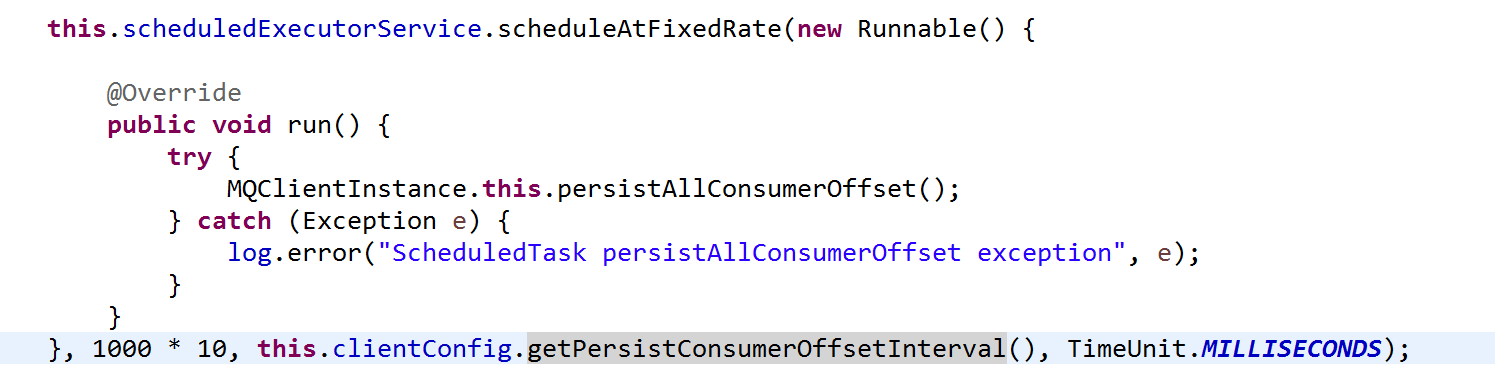 this.scheduledExecutorService.scheduleAtFixedRate(new Runnable() {
@Override
public void run() {
try {
MQClientInstance.this.persistAllConsumerOffset();
} catch (Exception e) {
log.error("ScheduledTask persistAllConsumerOffset exception", e);
}
}
}, 1000 * 10, this.clientConfig.getPersistConsumerOffsetInterval(), TimeUnit.MILLISECONDS);